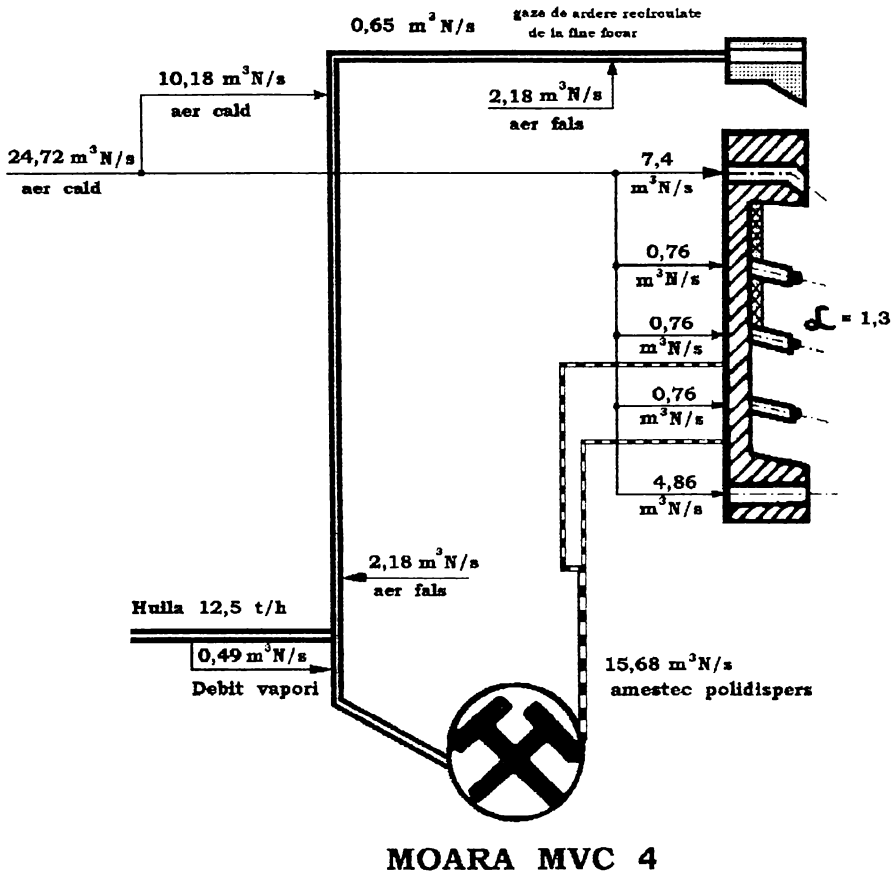 0,65 m³N/s
gaze de ardere recirculate
de la fine focar
10,18 m³N/s
aer cald
2,18 m³N/s
aer fals
24,72 m³N/s
aer cald
7,4
m³N/s
0,76
m³N/s
α = 1,3
0,76
m³N/s
0,76
m³N/s
4,86
m³N/s
2,18 m³N/s
aer fals
Huila 12,5 t/h
0,49 m³N/s
Debit vapori
15,68 m³N/s
amestec polidispers
MOARA MVC 4